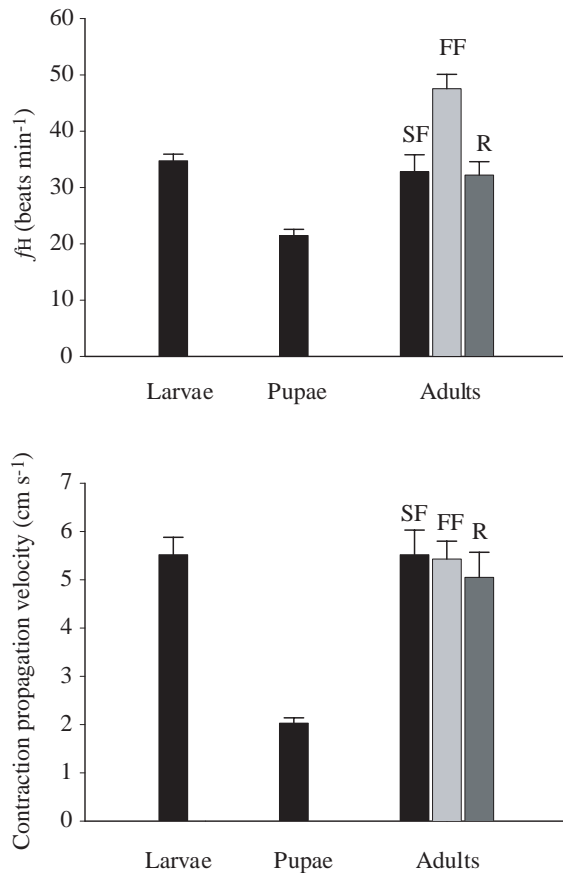 60
50
40
30
20
10
0
fH (beats min-1)
FF
SF
R
Larvae Pupae Adults
7
6
5
4
3
2
1
0
Contraction propagation velocity (cm s-1)
SF FF R
Larvae Pupae Adults